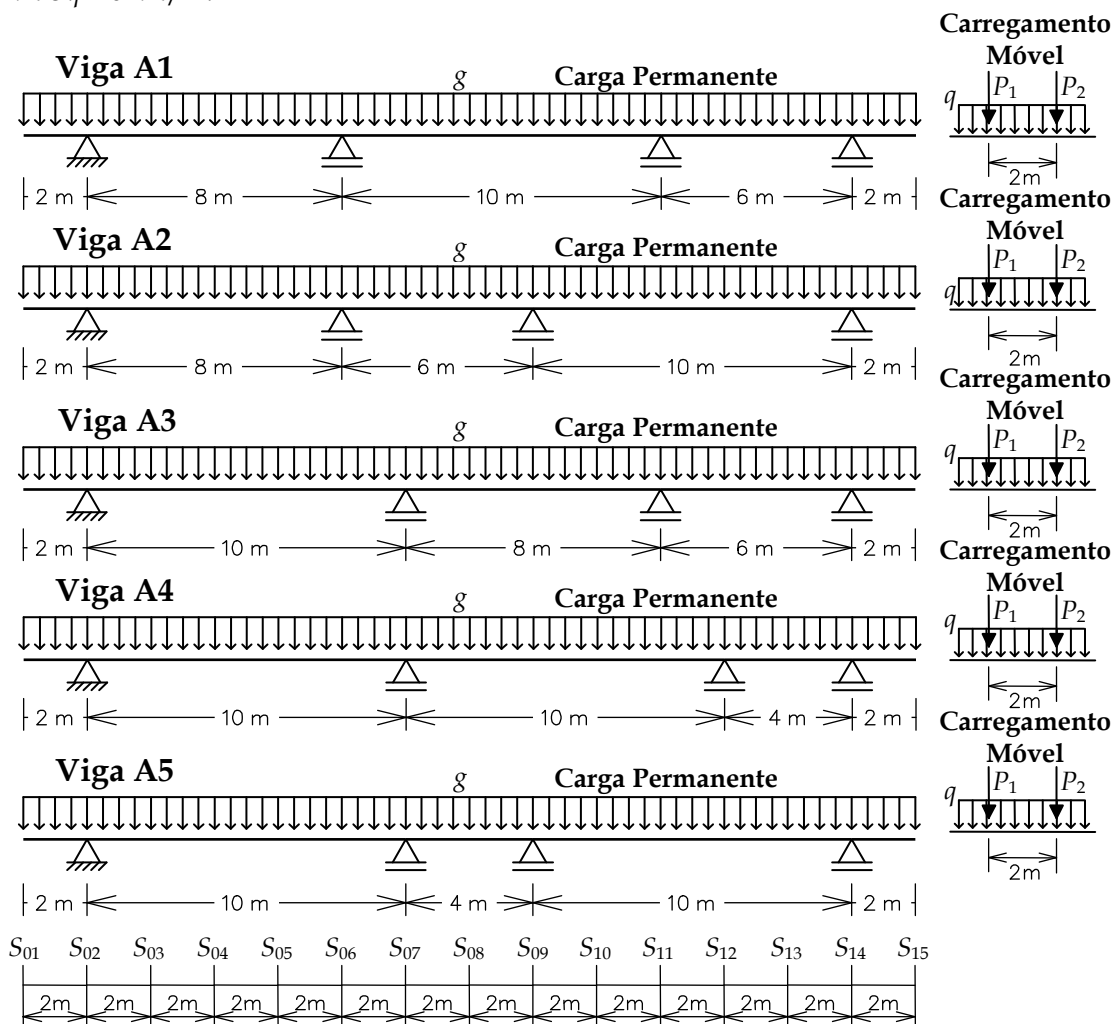 Carregamento
Móvel
Viga A1
g
Carga Permanente
q
P1
P2
2m
2 m
8 m
10 m
6 m
2 m
Carregamento
Móvel
Viga A2
g
Carga Permanente
q
P1
P2
2m
2 m
8 m
6 m
10 m
2 m
Carregamento
Móvel
Viga A3
g
Carga Permanente
q
P1
P2
2m
2 m
10 m
8 m
6 m
2 m
Carregamento
Móvel
Viga A4
g
Carga Permanente
q
P1
P2
2m
2 m
10 m
10 m
4 m
2 m
Carregamento
Móvel
Viga A5
g
Carga Permanente
q
P1
P2
2m
2 m
10 m
4 m
10 m
2 m
S01 S02 S03 S04 S05 S06 S07 S08 S09 S10 S11 S12 S13 S14 S15
2m 2m 2m 2m 2m 2m 2m 2m 2m 2m 2m 2m 2m 2m